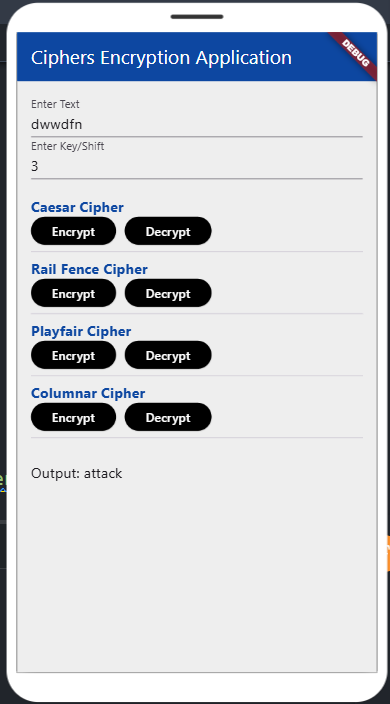 Ciphers Encryption Application
DEBUG
Enter Text
dwwdfn
Enter Key/Shift
3
Caesar Cipher
Encrypt Decrypt
Rail Fence Cipher
Encrypt Decrypt
Playfair Cipher
Encrypt Decrypt
Columnar Cipher
Encrypt Decrypt
Output: attack